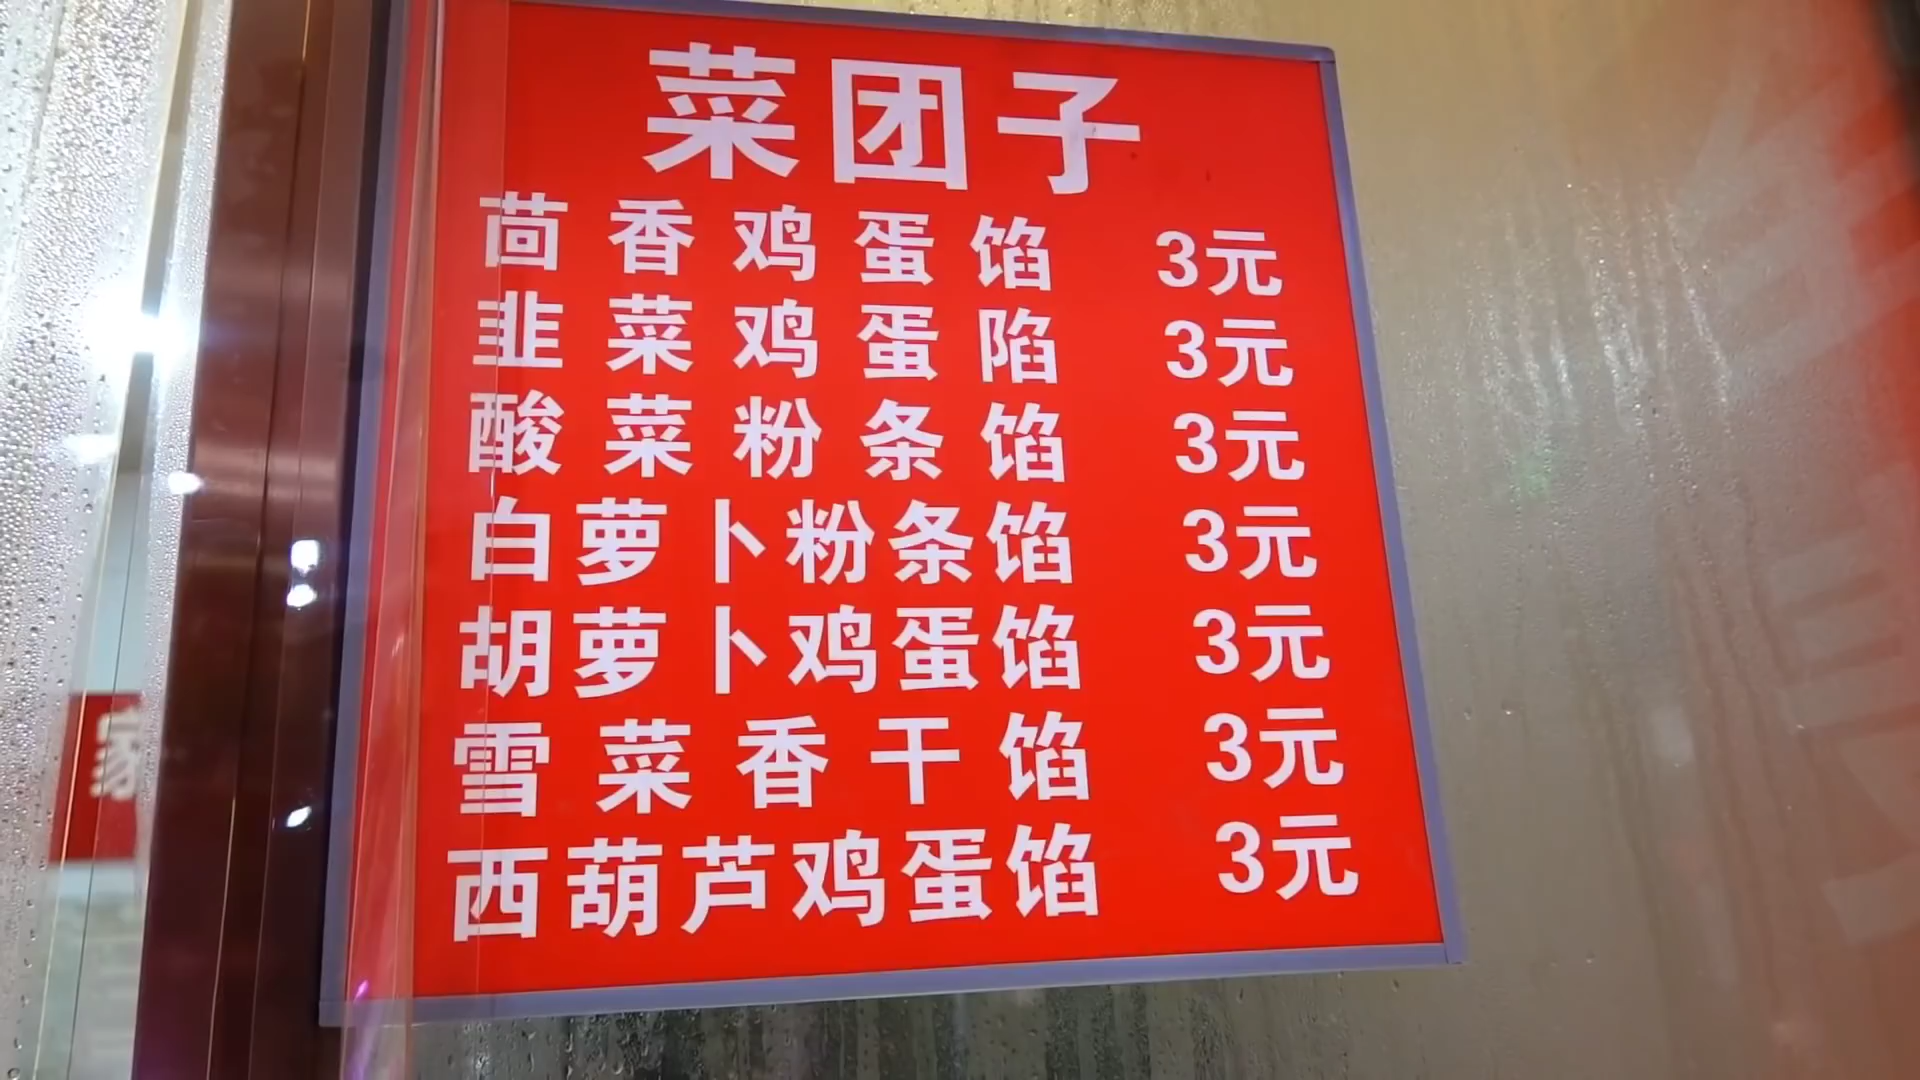 菜团子
茴香鸡蛋馅 3元
韭菜鸡蛋陷 3元
酸菜粉条馅 3元
白萝卜粉条馅 3元
胡萝卜鸡蛋馅 3元
雪菜香干馅 3元
西葫芦鸡蛋馅 3元
家